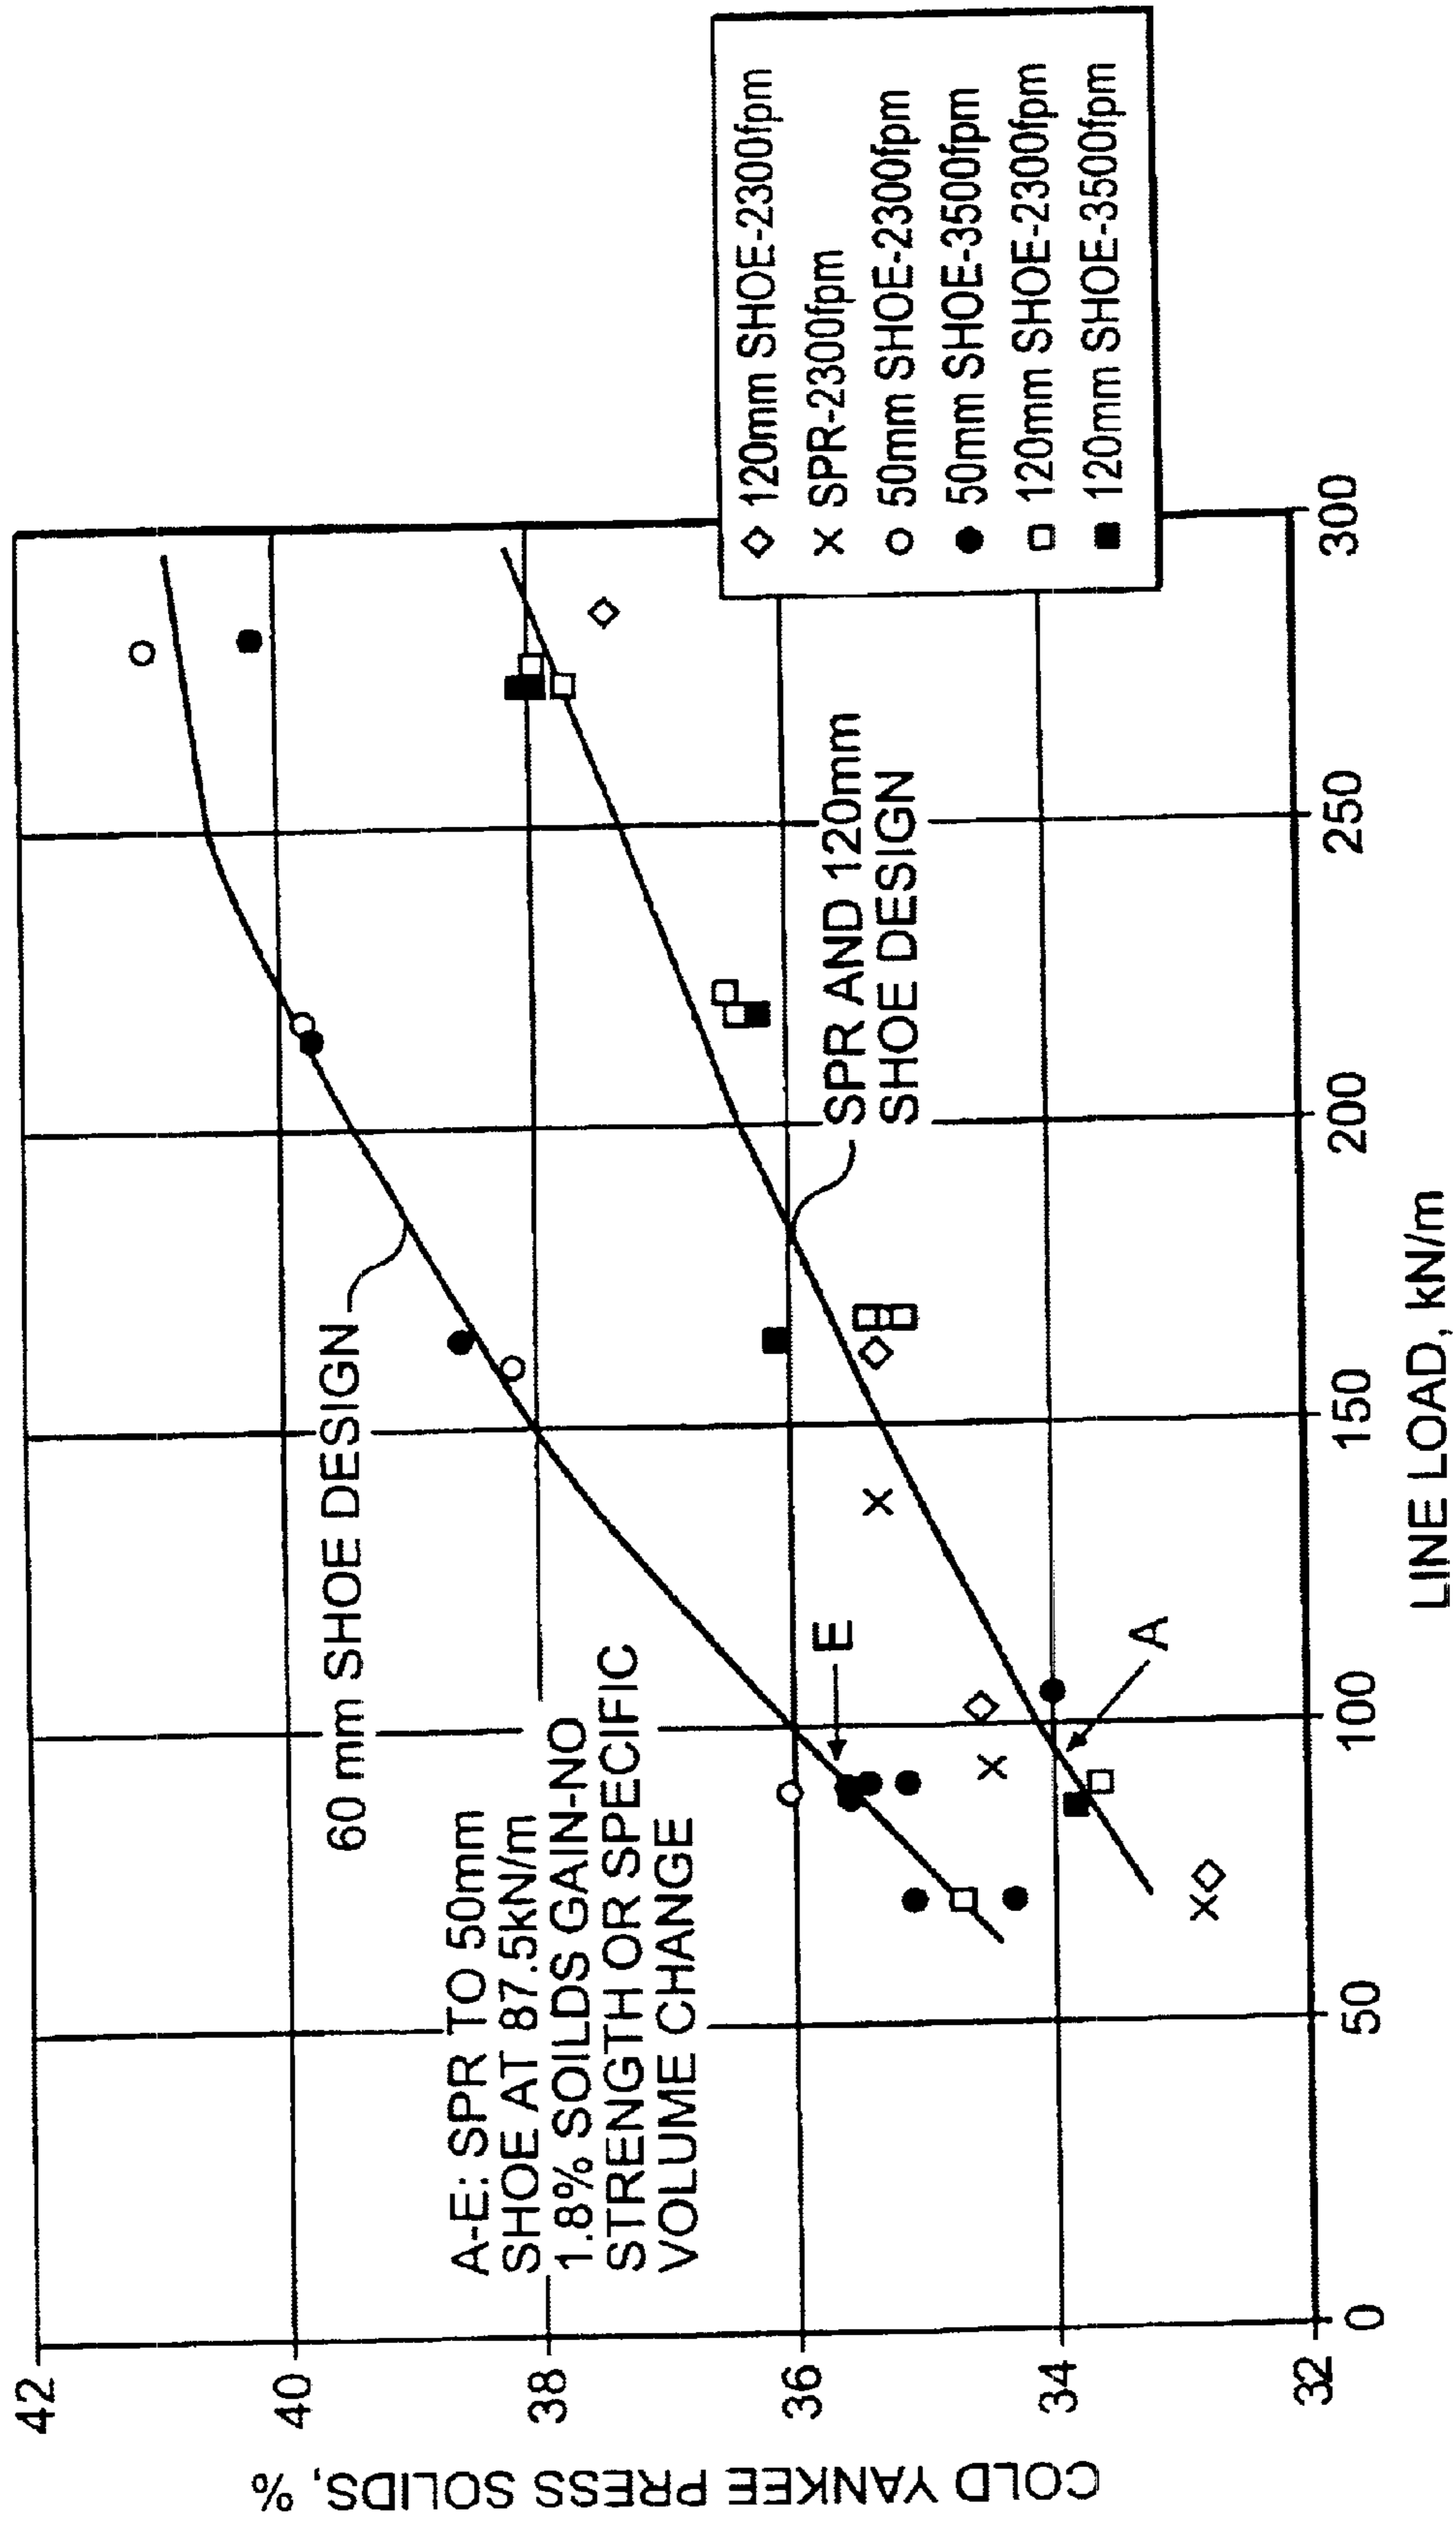 COLD YANKEE PRESS SOLIDS, %
42
40
38
36
34
32
0
50
100
150
200
250
300
LINE LOAD, kN/m
60 mm SHOE DESIGN
A-E: SPR TO 50mm
SHOE AT 87.5kN/m
1.8% SOILDS GAIN-NO
STRENGTH OR SPECIFIC
VOLUME CHANGE
E
A
SPR AND 120mm
SHOE DESIGN
120mm SHOE-2300fpm
SPR-2300fpm
50mm SHOE-2300fpm
50mm SHOE-3500fpm
120mm SHOE-2300fpm
120mm SHOE-3500fpm